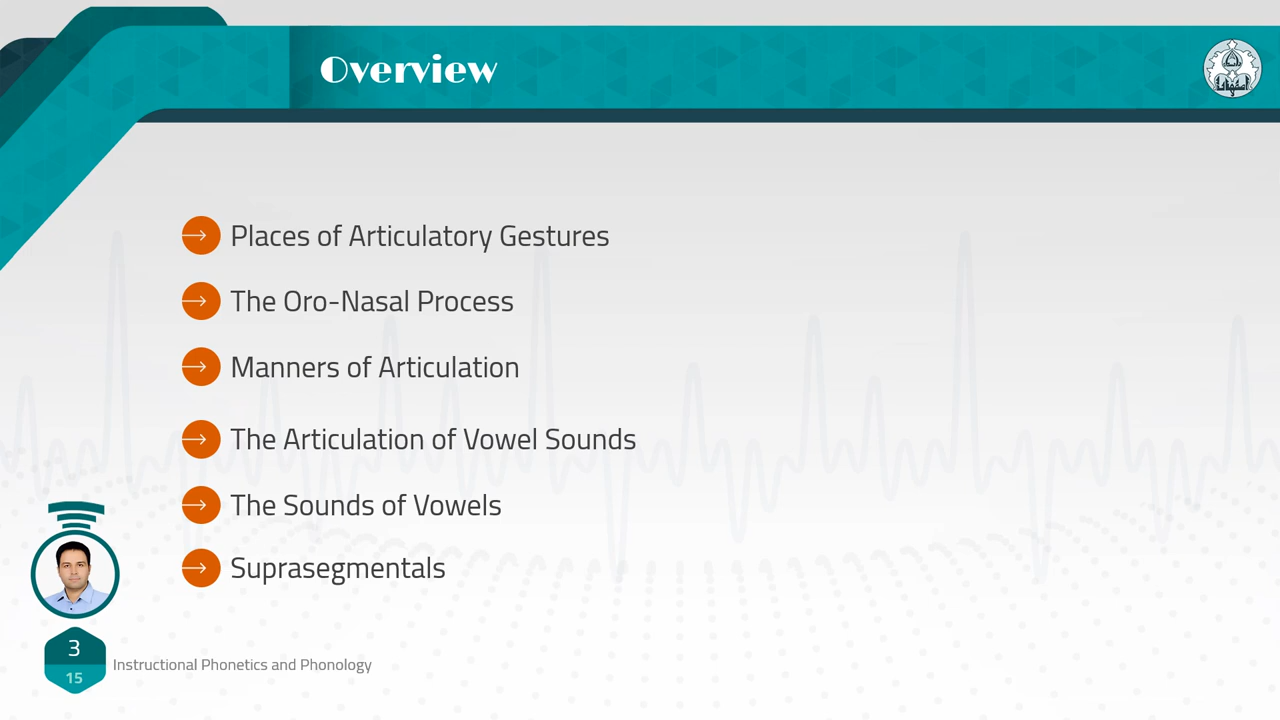 Overview
Places of Articulatory Gestures
The Oro-Nasal Process
Manners of Articulation
The Articulation of Vowel Sounds
The Sounds of Vowels
Suprasegmentals
3
15
Instructional Phonetics and Phonology